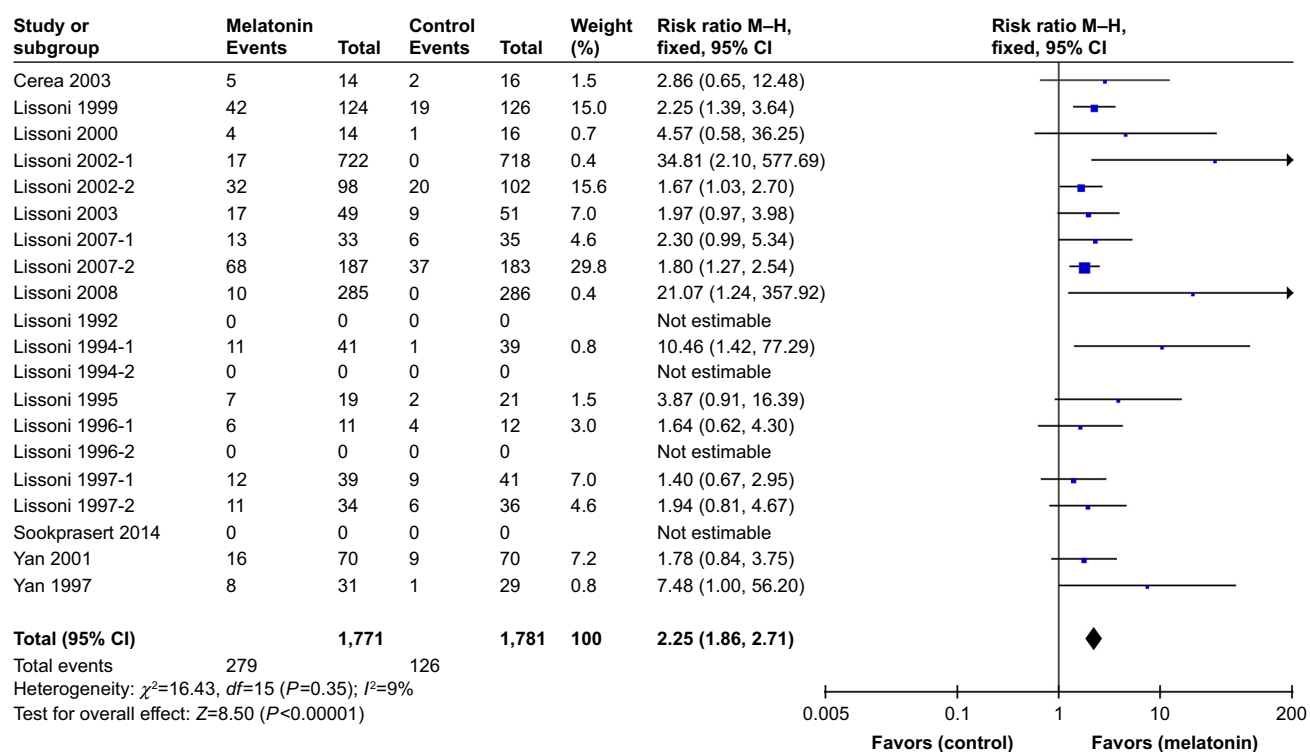 Study or subgroup Melatonin Events Total Control Events Total Weight (%) Risk ratio M–H, fixed, 95% CI Risk ratio M–H, fixed, 95% CI
Cerea 2003 5 14 2 16 1.5 2.86 (0.65, 12.48)
Lissoni 1999 42 124 19 126 15.0 2.25 (1.39, 3.64)
Lissoni 2000 4 14 1 16 0.7 4.57 (0.58, 36.25)
Lissoni 2002-1 17 722 0 718 0.4 34.81 (2.10, 577.69)
Lissoni 2002-2 32 98 20 102 15.6 1.67 (1.03, 2.70)
Lissoni 2003 17 49 9 51 7.0 1.97 (0.97, 3.98)
Lissoni 2007-1 13 33 6 35 4.6 2.30 (0.99, 5.34)
Lissoni 2007-2 68 187 37 183 29.8 1.80 (1.27, 2.54)
Lissoni 2008 10 285 0 286 0.4 21.07 (1.24, 357.92)
Lissoni 1992 0 0 0 0 Not estimable
Lissoni 1994-1 11 41 1 39 0.8 10.46 (1.42, 77.29)
Lissoni 1994-2 0 0 0 0 Not estimable
Lissoni 1995 7 19 2 21 1.5 3.87 (0.91, 16.39)
Lissoni 1996-1 6 11 4 12 3.0 1.64 (0.62, 4.30)
Lissoni 1996-2 0 0 0 0 Not estimable
Lissoni 1997-1 12 39 9 41 7.0 1.40 (0.67, 2.95)
Lissoni 1997-2 11 34 6 36 4.6 1.94 (0.81, 4.67)
Sookprasert 2014 0 0 0 0 Not estimable
Yan 2001 16 70 9 70 7.2 1.78 (0.84, 3.75)
Yan 1997 8 31 1 29 0.8 7.48 (1.00, 56.20)
Total (95% CI) 1,771 1,781 100 2.25 (1.86, 2.71)
Total events 279 126
Heterogeneity: χ²=16.43, df=15 (P=0.35); I²=9%
Test for overall effect: Z=8.50 (P<0.00001)
0.005 0.1 1 10 200
Favors (control) Favors (melatonin)